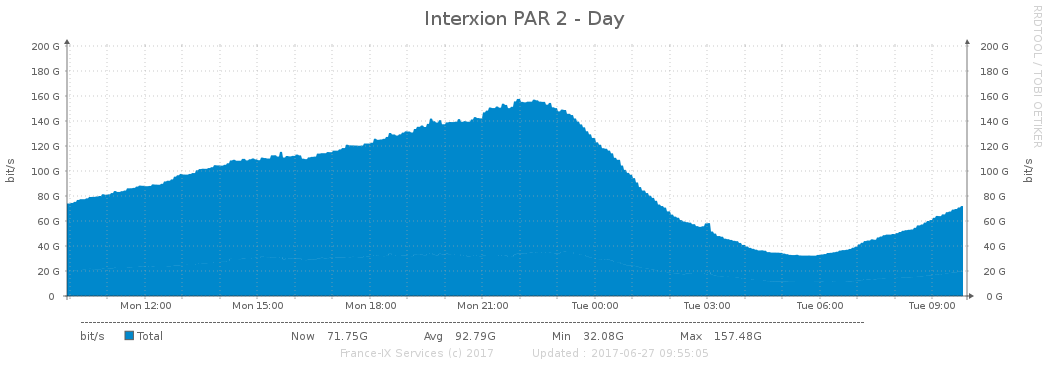 Interxion PAR 2 - Day
RRDTOOL / TOBI OETIKER
bit/s
bit/s
200 G 200 G
180 G 180 G
160 G 160 G
140 G 140 G
120 G 120 G
100 G 100 G
80 G 80 G
60 G 60 G
40 G 40 G
20 G 20 G
0 0 G
Mon 12:00 Mon 15:00 Mon 18:00 Mon 21:00 Tue 00:00 Tue 03:00 Tue 06:00 Tue 09:00
bit/s Total Now 71.75G Avg 92.79G Min 32.08G Max 157.48G
France-IX Services (c) 2017 Updated : 2017-06-27 09:55:05